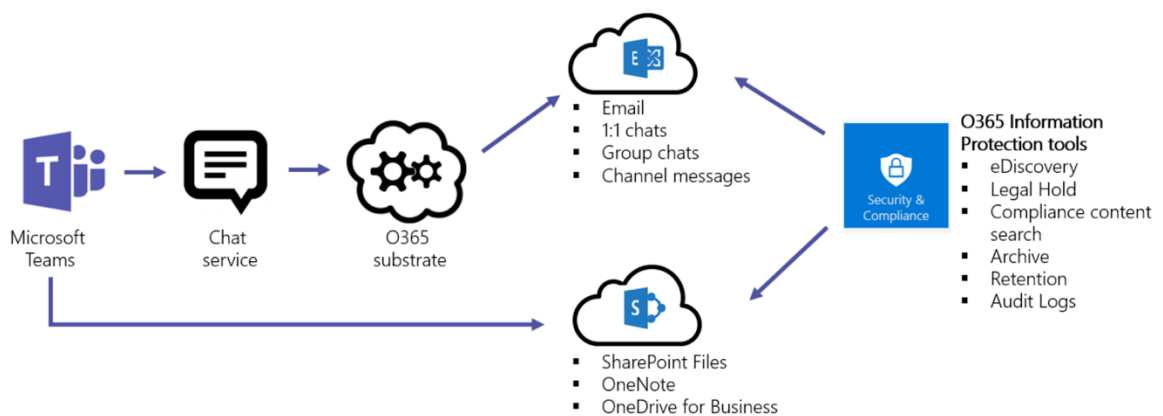 T
Microsoft
Teams
Chat
service
O365
substrate
E
▪ Email
▪ 1:1 chats
▪ Group chats
▪ Channel messages
S
▪ SharePoint Files
▪ OneNote
▪ OneDrive for Business
Security &
Compliance
O365 Information
Protection tools
▪ eDiscovery
▪ Legal Hold
▪ Compliance content
search
▪ Archive
▪ Retention
▪ Audit Logs